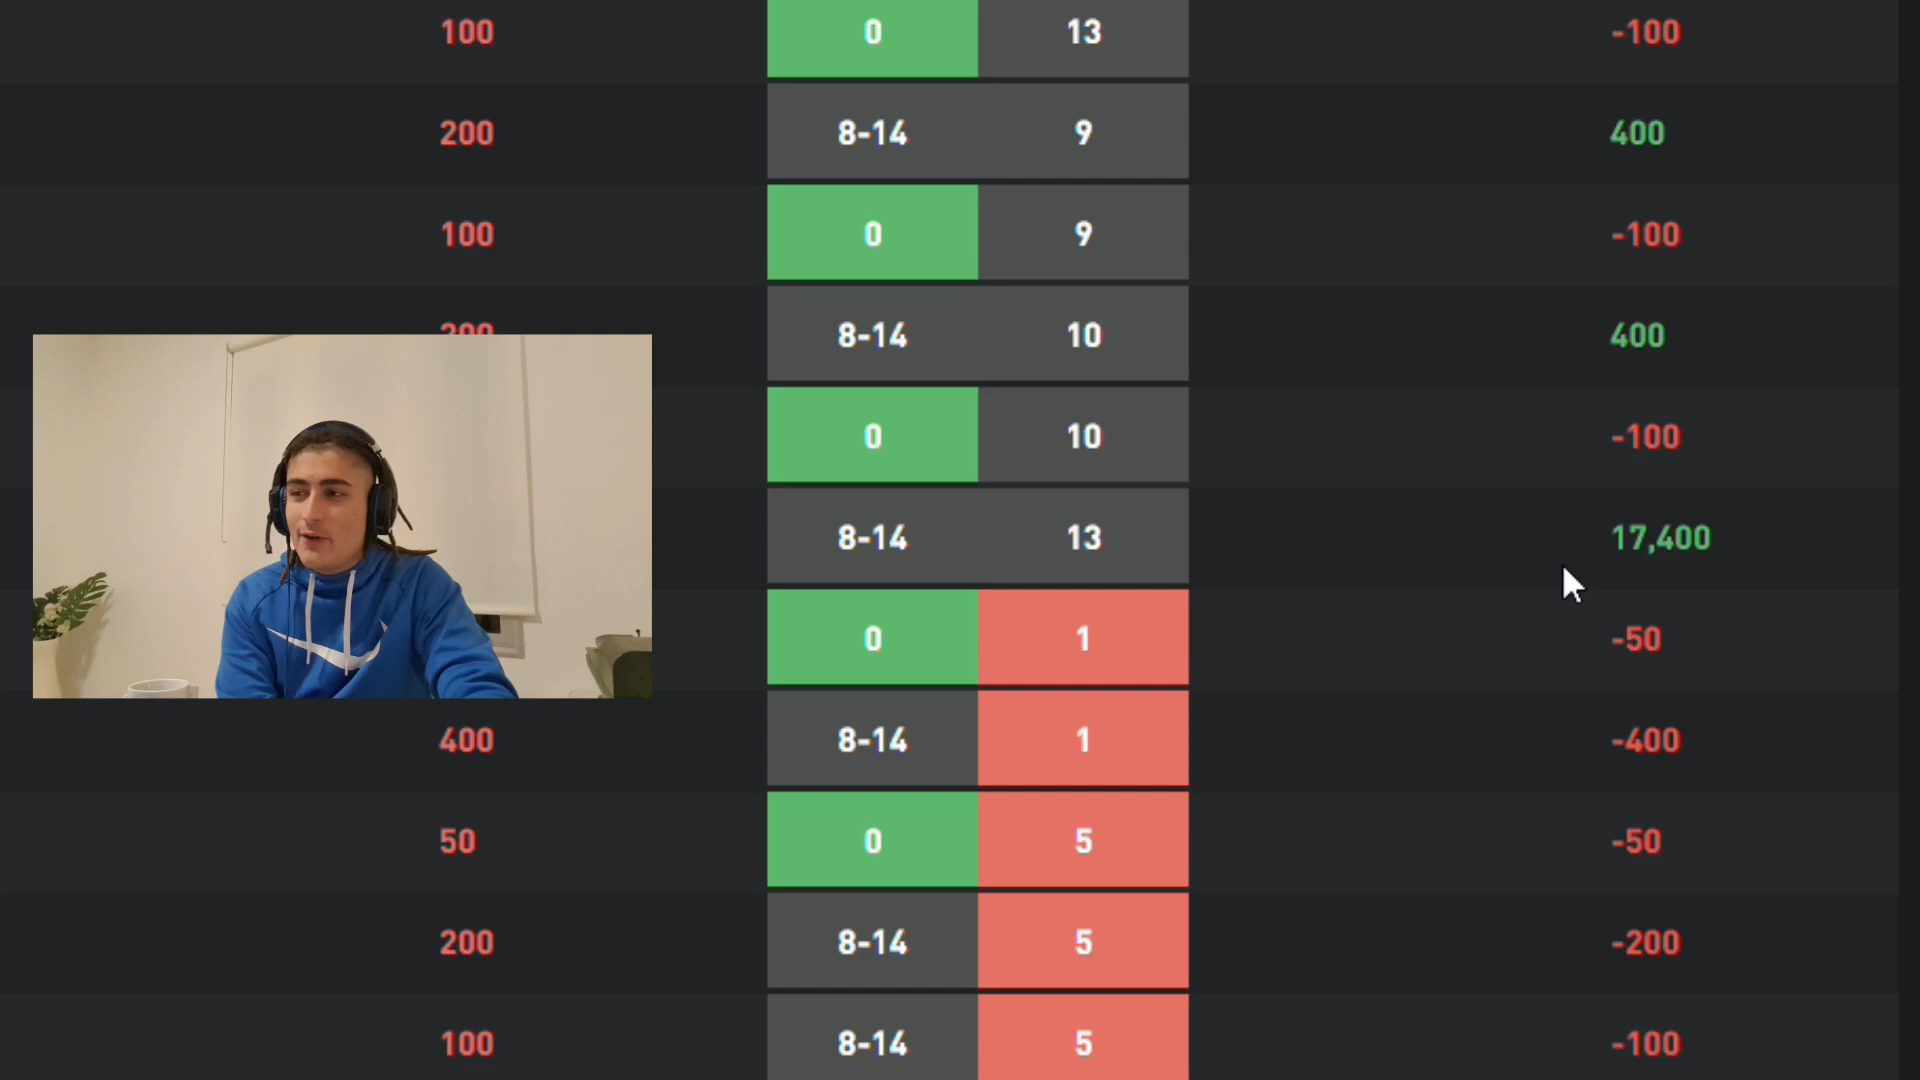 100 0 13 -100
200 8-14 9 400
100 0 9 -100
200 8-14 10 400
0 10 -100
8-14 13 17,400
0 1 -50
400 8-14 1 -400
50 0 5 -50
200 8-14 5 -200
100 8-14 5 -100